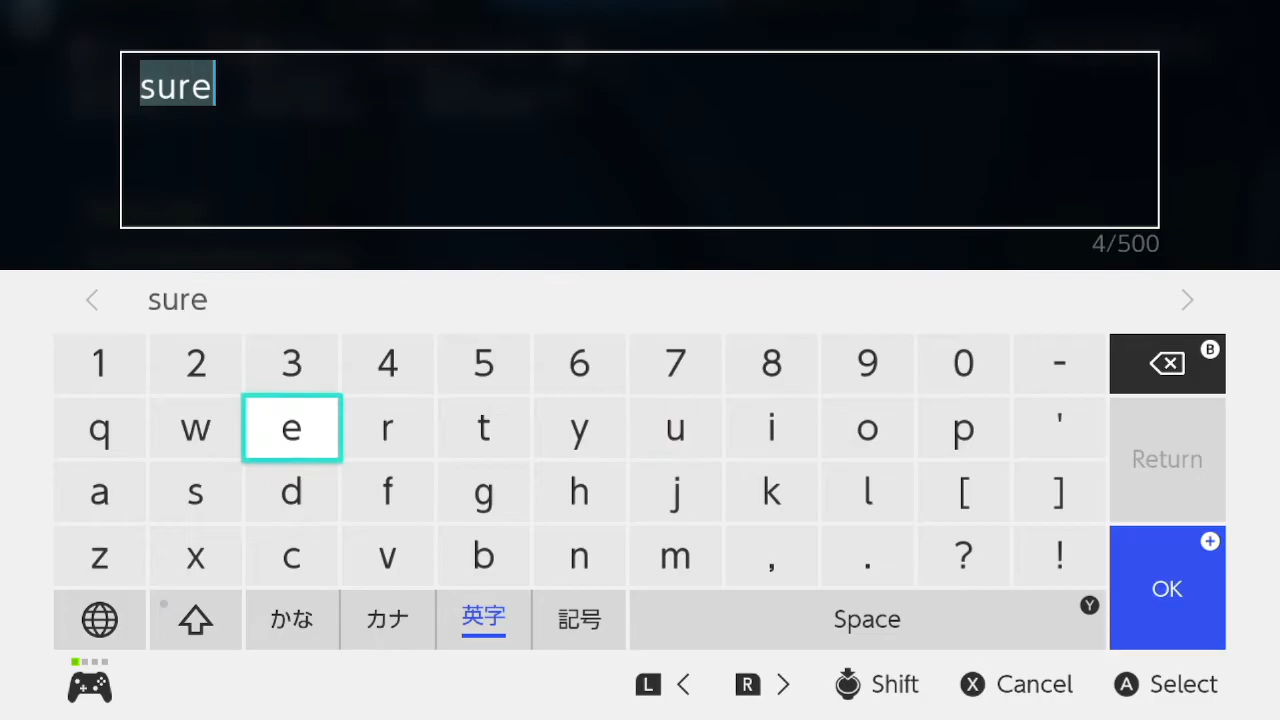 sure
4/500
sure
1 2 3 4 5 6 7 8 9 0 - B
q w e r t y u i o p '
Return
a s d f g h j k l [ ]
z x c v b n m , . ? ! +
OK
かな カナ 英字 記号 Space Y
L R Shift X Cancel A Select